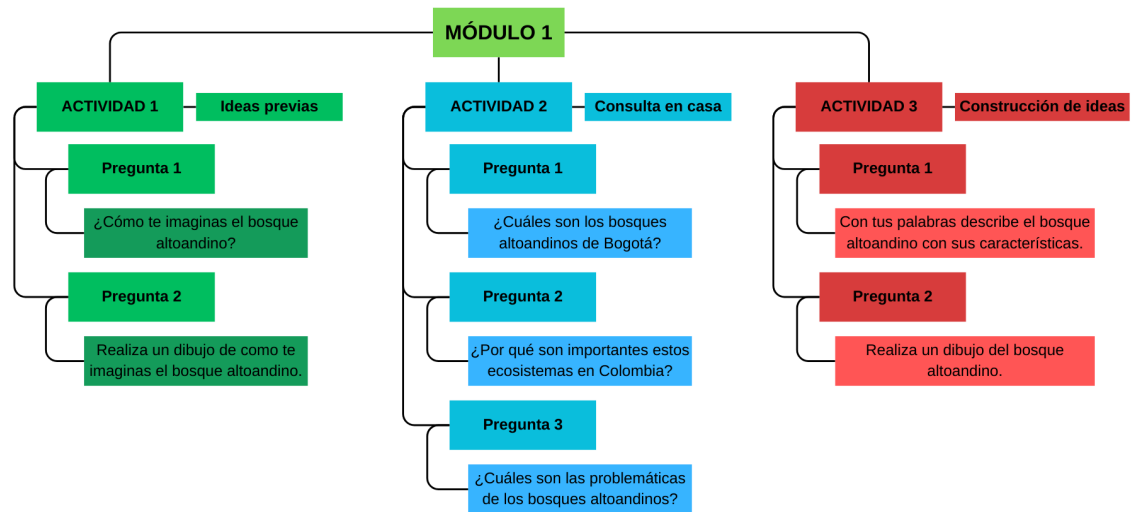 MÓDULO 1
ACTIVIDAD 1
Ideas previas
Pregunta 1
¿Cómo te imaginas el bosque
altoandino?
Pregunta 2
Realiza un dibujo de como te
imaginas el bosque altoandino.
ACTIVIDAD 2
Consulta en casa
Pregunta 1
¿Cuáles son los bosques
altoandinos de Bogotá?
Pregunta 2
¿Por qué son importantes estos
ecosistemas en Colombia?
Pregunta 3
¿Cuáles son las problemáticas
de los bosques altoandinos?
ACTIVIDAD 3
Construcción de ideas
Pregunta 1
Con tus palabras describe el bosque
altoandino con sus características.
Pregunta 2
Realiza un dibujo del bosque
altoandino.